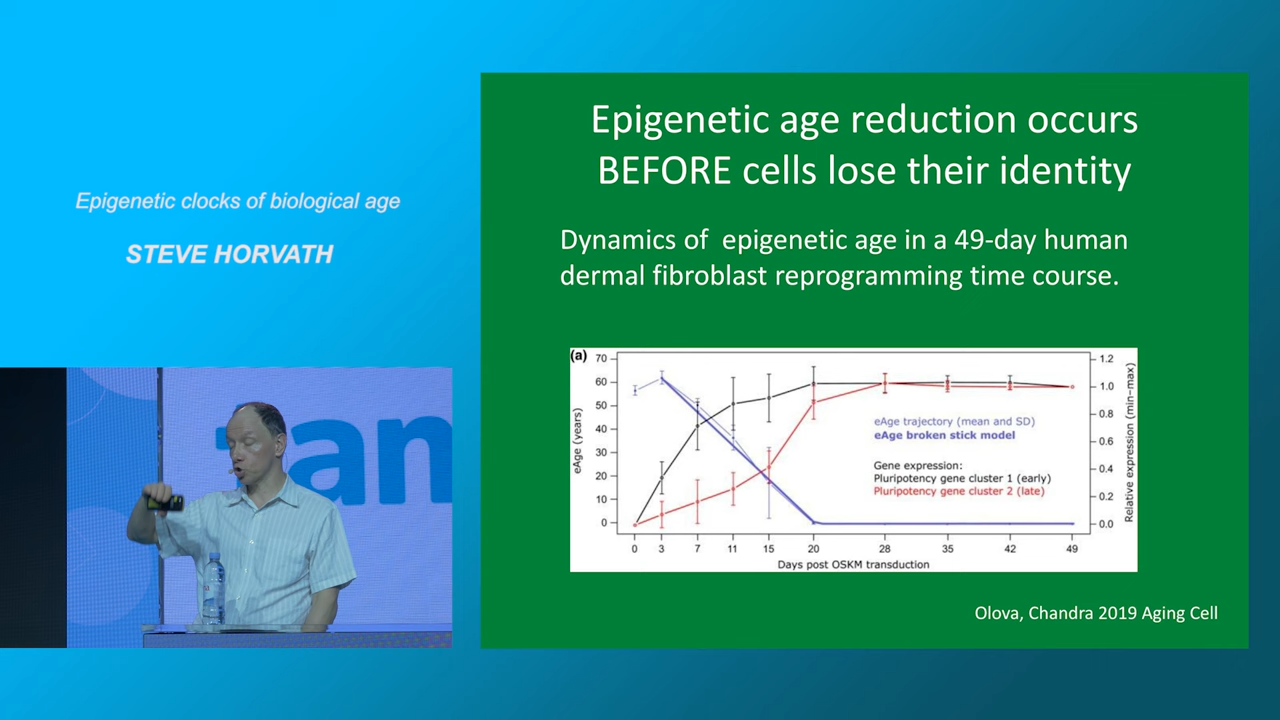 Epigenetic clocks of biological age
STEVE HORVATH
an
Epigenetic age reduction occurs
BEFORE cells lose their identity
Dynamics of epigenetic age in a 49-day human
dermal fibroblast reprogramming time course.
(a)
eAge (years)
70
60
50
40
30
20
10
0
eAge trajectory (mean and SD)
eAge broken stick model
Gene expression:
Pluripotency gene cluster 1 (early)
Pluripotency gene cluster 2 (late)
1.2
1.0
0.8
0.6
0.4
0.2
0.0
Relative expression (min–max)
0 3 7 11 15 20 28 35 42 49
Days post OSKM transduction
Olova, Chandra 2019 Aging Cell